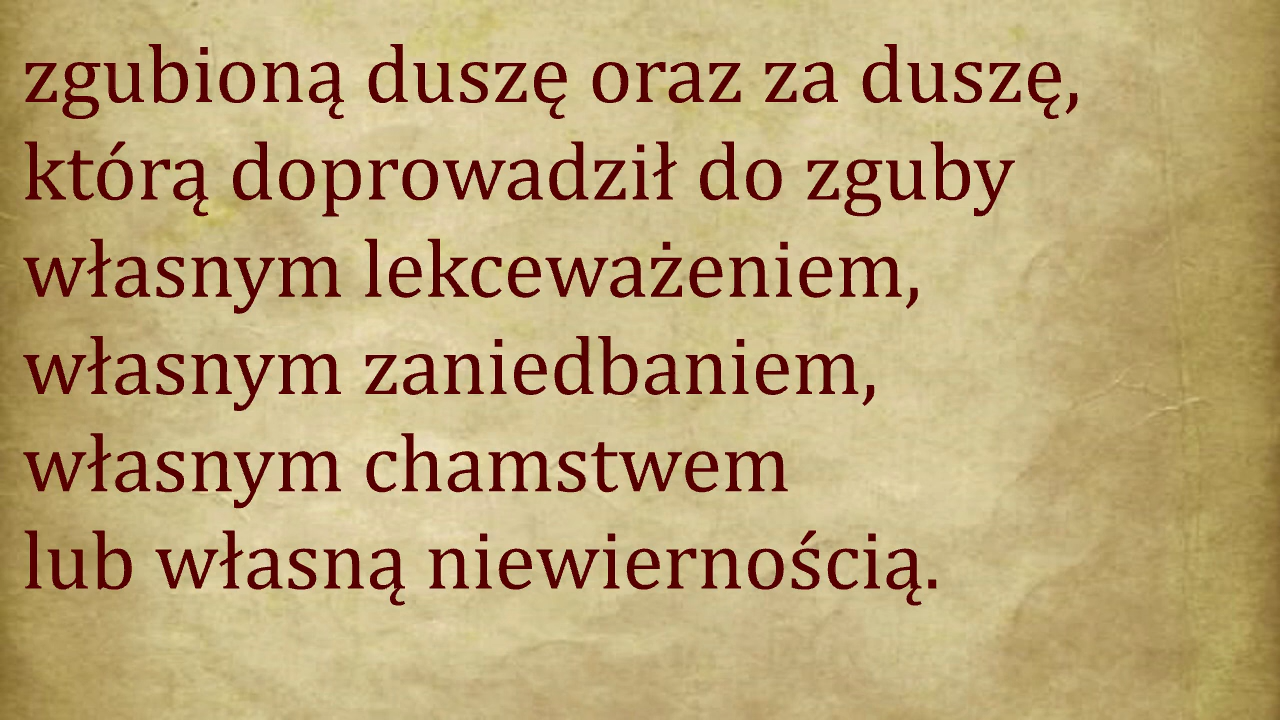 zgubioną duszę oraz za duszę,
którą doprowadził do zguby
własnym lekceważeniem,
własnym zaniedbaniem,
własnym chamstwem
lub własną niewiernością.